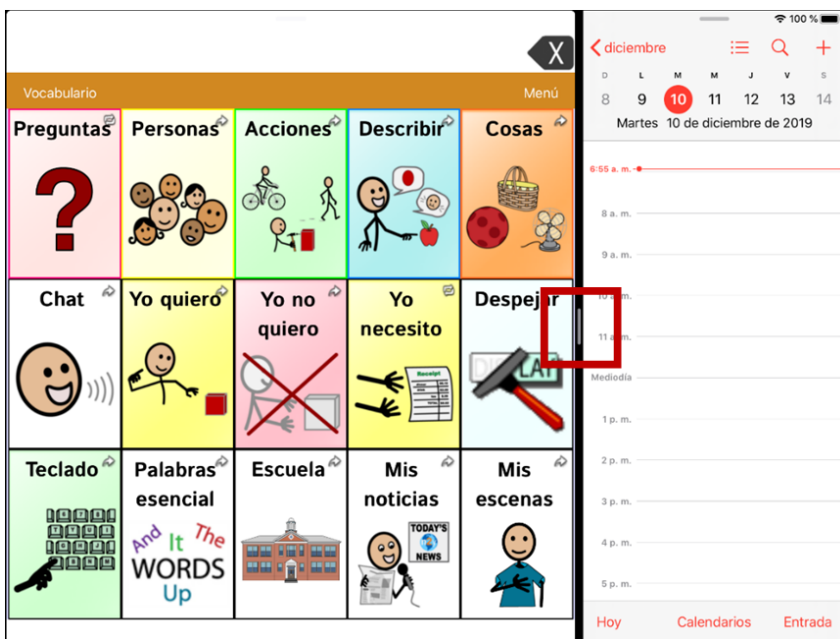 100 %
X
Vocabulario
Menú
Preguntas
Personas
Acciones
Describir
Cosas
Chat
Yo quiero
Yo no
quiero
Yo
necesito
Despejar
Receipt
Teclado
Palabras
esencial
And It The
WORDS
Up
Escuela
Mis
noticias
TODAY'S
NEWS
Mis
escenas
diciembre
D L M M J V S
8 9 10 11 12 13 14
Martes 10 de diciembre de 2019
6:55 a. m.
8 a. m.
9 a. m.
10 a. m.
11 a. m.
Mediodía
1 p. m.
2 p. m.
3 p. m.
4 p. m.
5 p. m.
Hoy
Calendarios
Entrada